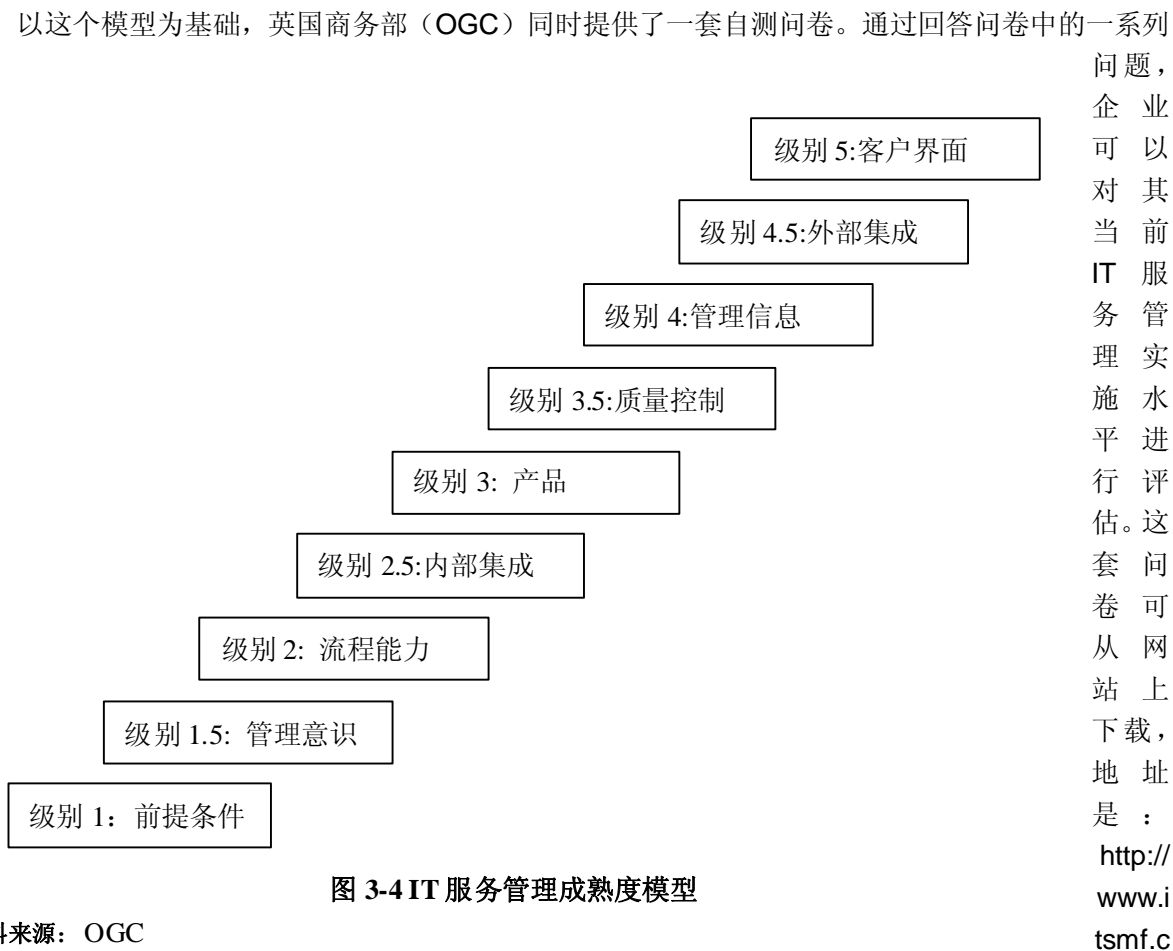 以这个模型为基础，英国商务部（OGC）同时提供了一套自测问卷。通过回答问卷中的一系列
问题，
企业
可以
对其
当前
IT 服
务管
理实
施水
平进
行评
估。这
套问
卷可
从网
站上
下载，
地址
是：
http://
www.i
tsmf.c
级别 5:客户界面
级别 4.5:外部集成
级别 4:管理信息
级别 3.5:质量控制
级别 3: 产品
级别 2.5:内部集成
级别 2: 流程能力
级别 1.5: 管理意识
级别 1：前提条件
图 3-4 IT 服务管理成熟度模型
来源：OGC